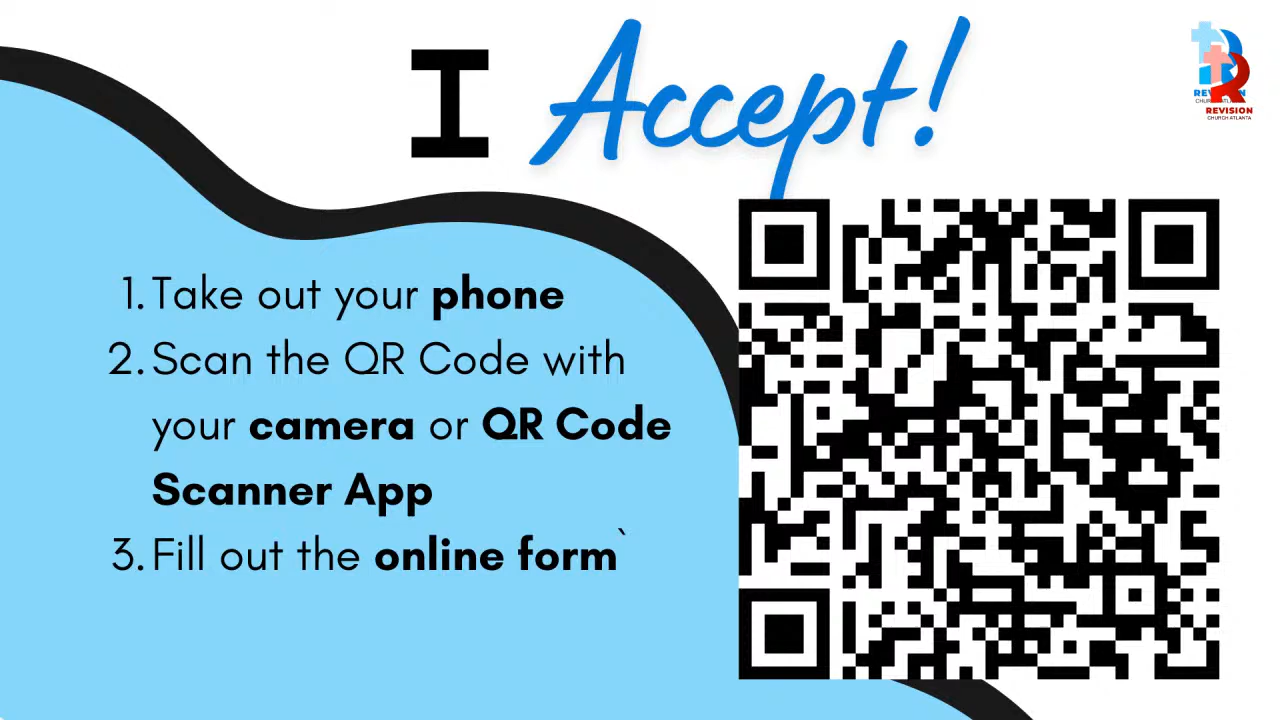 I Accept!
REVISION
CHURCH ATLANTA
1. Take out your phone
2. Scan the QR Code with
your camera or QR Code
Scanner App
3. Fill out the online form`